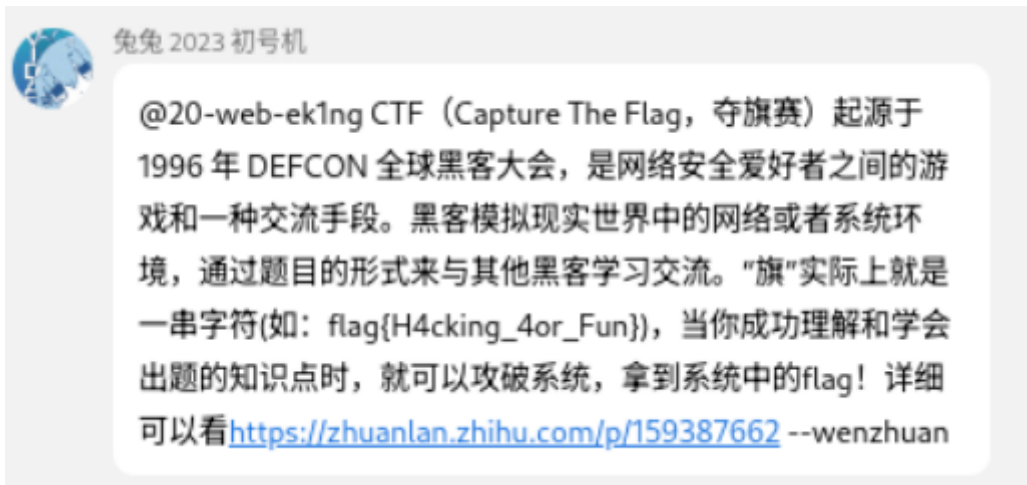 兔兔 2023 初号机
@20-web-ek1ng CTF（Capture The Flag，夺旗赛）起源于
1996 年 DEFCON 全球黑客大会，是网络安全爱好者之间的游
戏和一种交流手段。黑客模拟现实世界中的网络或者系统环
境，通过题目的形式来与其他黑客学习交流。“旗”实际上就是
一串字符(如：flag{H4cking_4or_Fun})，当你成功理解和学会
出题的知识点时，就可以攻破系统，拿到系统中的flag！详细
可以看https://zhuanlan.zhihu.com/p/159387662 --wenzhuan